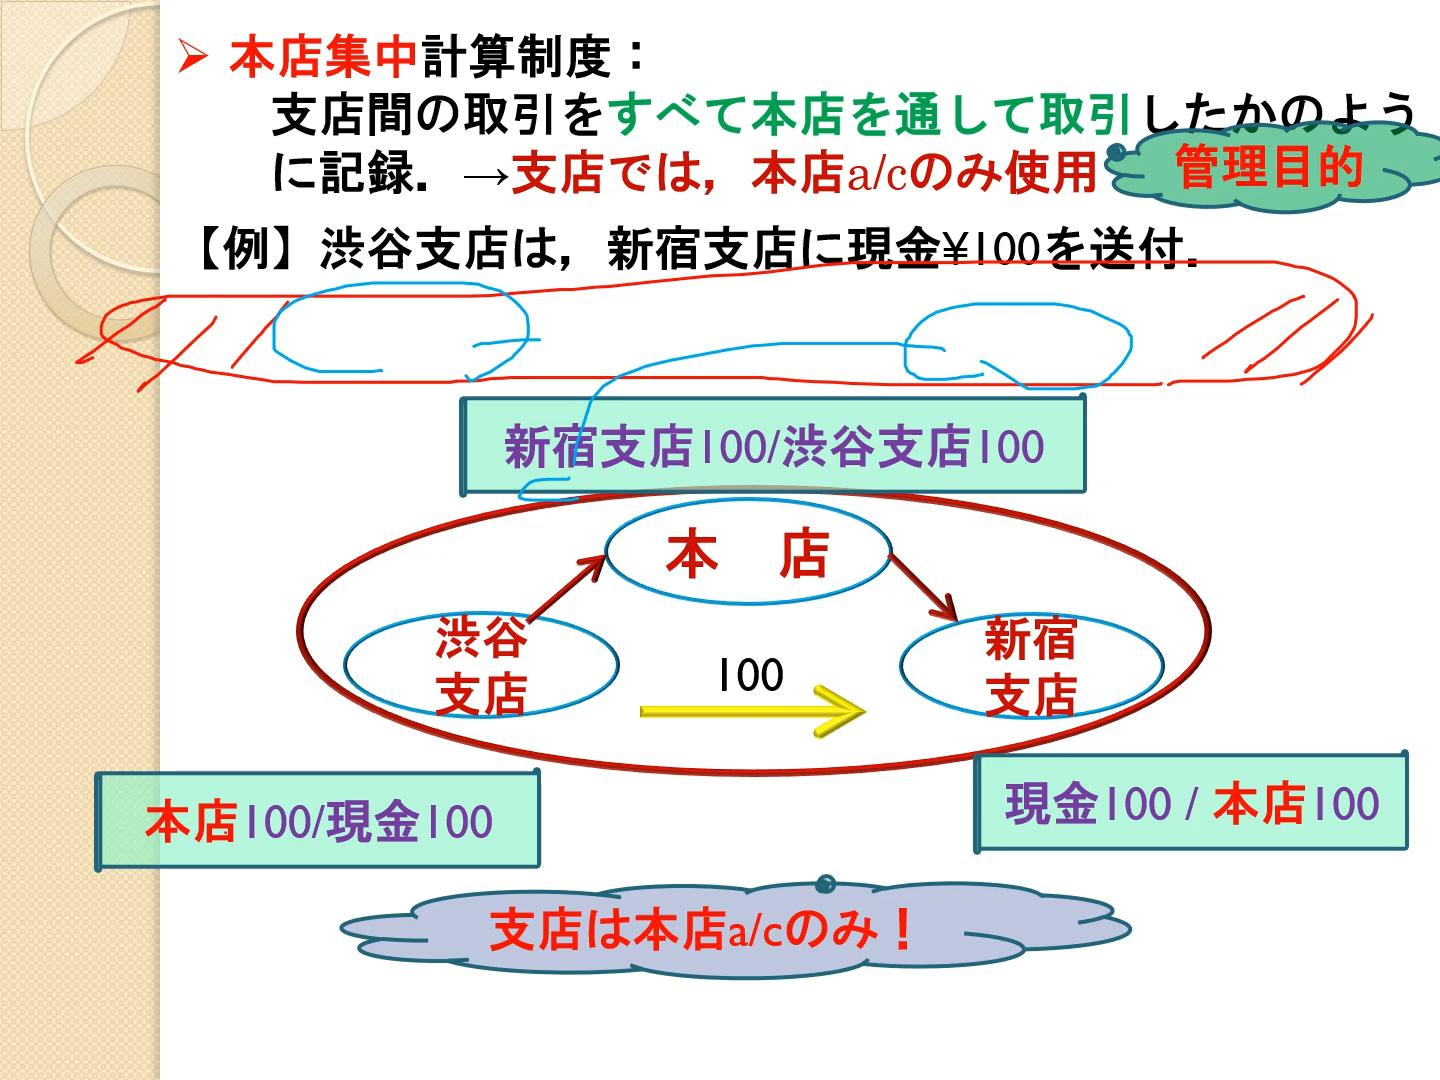 本店集中計算制度：
支店間の取引をすべて本店を通して取引したかのよう
に記録．→支店では，本店a/cのみ使用
管理目的
【例】渋谷支店は，新宿支店に現金¥100を送付．
新宿支店100/渋谷支店100
本　店
渋谷
支店
100
新宿
支店
本店100/現金100
現金100 / 本店100
支店は本店a/cのみ！